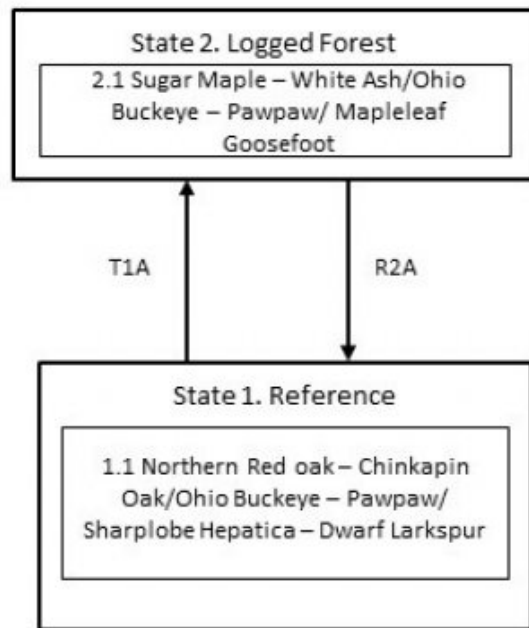 State 2. Logged Forest
2.1 Sugar Maple – White Ash/Ohio
Buckeye – Pawpaw/ Mapleleaf
Goosefoot
T1A
R2A
State 1. Reference
1.1 Northern Red oak – Chinkapin
Oak/Ohio Buckeye – Pawpaw/
Sharplobe Hepatica – Dwarf Larkspur